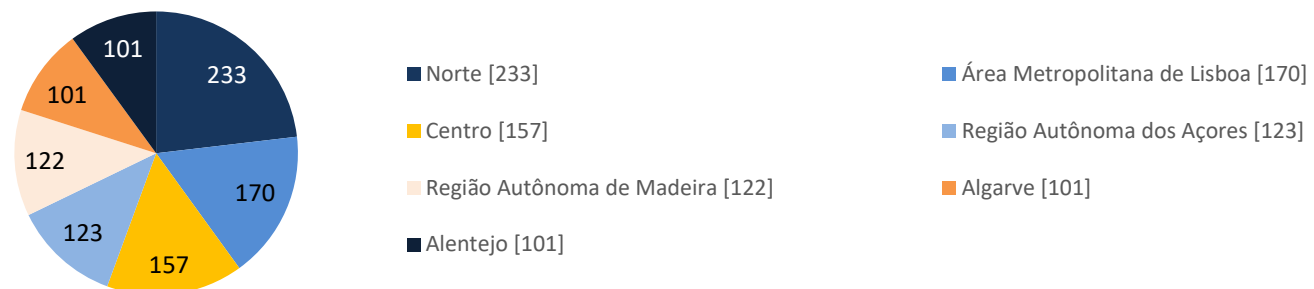 101
233
101
122
170
123
157
Norte [233]
Área Metropolitana de Lisboa [170]
Centro [157]
Região Autônoma dos Açores [123]
Região Autônoma de Madeira [122]
Algarve [101]
Alentejo [101]